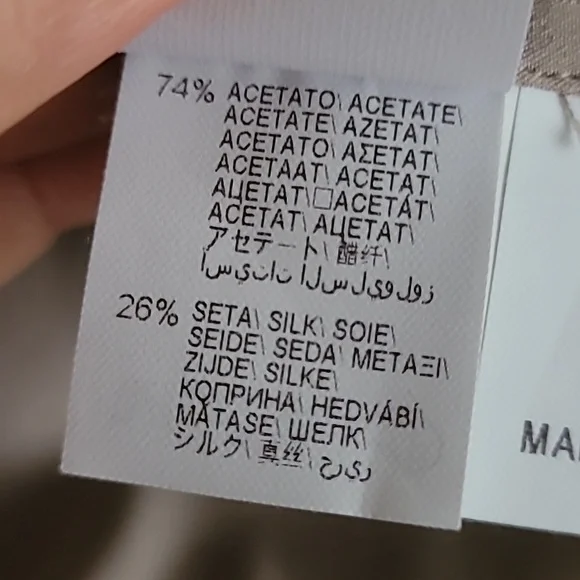 74% ACETATO\ ACETATE\
ACETATE\ AZETAT\
ACETATO\ ΑΣΕΤΑΤ\
ACETAAT\ ACETAT\
АЦЕТАТ\□ACETÁT\
ACETAT\ АЦЕТАТ\
アセテート\ 醋纤\
اسيتات السليولوز
26% SETA\ SILK\ SOIE\
SEIDE\ SEDA\ ΜΕΤΑΞΙ\
ZIJDE\ SILKE\
КОПРИНА\ HEDVÁBÍ\
MĂTASE\ ШЕЛК\
シルク\ 真丝\ حرير
MA